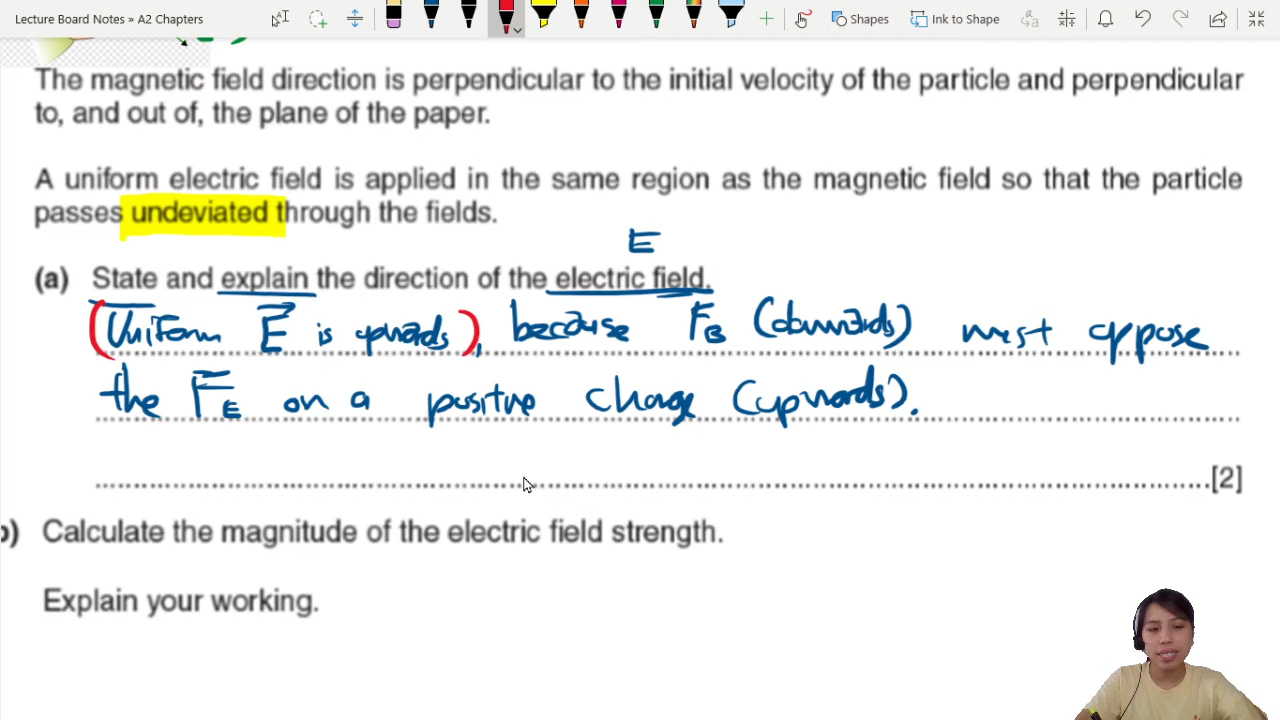 Lecture Board Notes » A2 Chapters
Shapes
Ink to Shape
The magnetic field direction is perpendicular to the initial velocity of the particle and perpendicular
to, and out of, the plane of the paper.
A uniform electric field is applied in the same region as the magnetic field so that the particle
passes undeviated through the fields.
E
(a) State and explain the direction of the electric field.
(Uniform E is upwards), because FB (downwards) must oppose
the FE on a positive charge (upwards).
[2]
b) Calculate the magnitude of the electric field strength.
Explain your working.